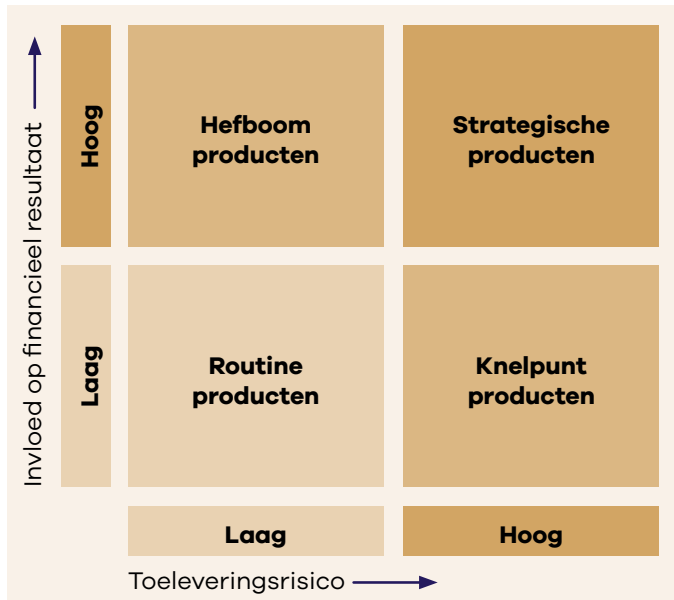 Invloed op financieel resultaat
Hoog
Hefboom
producten
Strategische
producten
Laag
Routine
producten
Knelpunt
producten
Laag
Hoog
Toeleveringsrisico